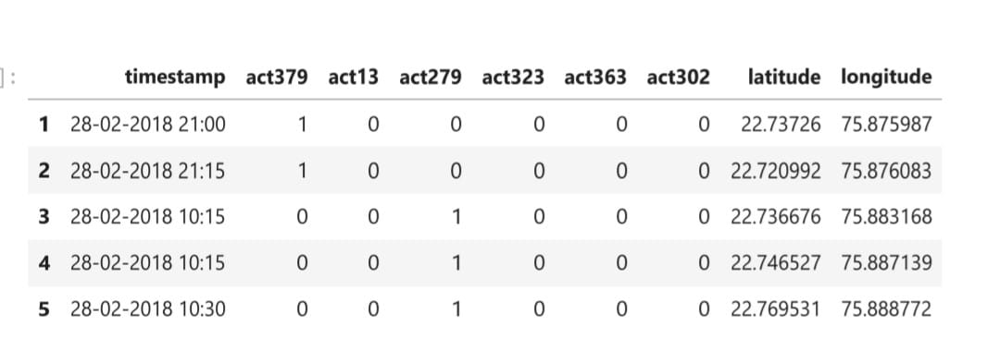 ]:
timestamp act379 act13 act279 act323 act363 act302 latitude longitude
1 28-02-2018 21:00 1 0 0 0 0 0 22.73726 75.875987
2 28-02-2018 21:15 1 0 0 0 0 0 22.720992 75.876083
3 28-02-2018 10:15 0 0 1 0 0 0 22.736676 75.883168
4 28-02-2018 10:15 0 0 1 0 0 0 22.746527 75.887139
5 28-02-2018 10:30 0 0 1 0 0 0 22.769531 75.888772